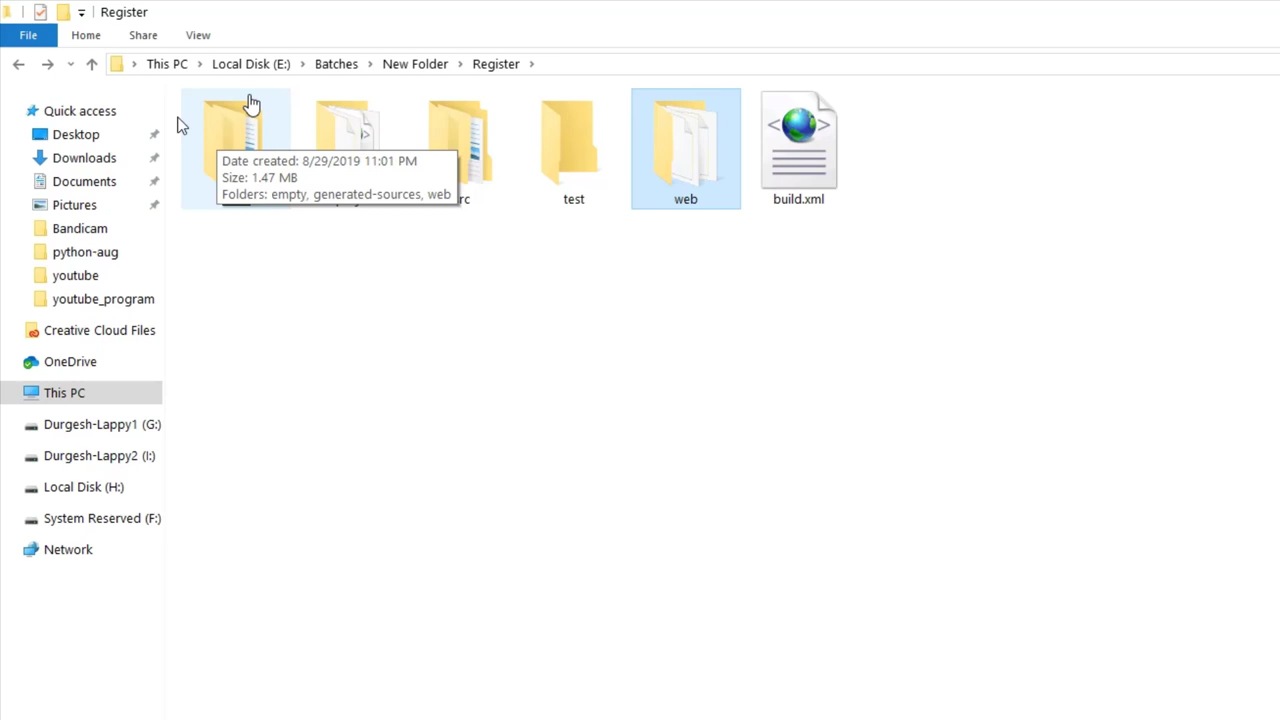 Register
File Home Share View
This PC Local Disk (E:) Batches New Folder Register
Quick access
Desktop
Downloads
Documents
Pictures
Bandicam
python-aug
youtube
youtube_program
Creative Cloud Files
OneDrive
This PC
Durgesh-Lappy1 (G:)
Durgesh-Lappy2 (I:)
Local Disk (H:)
System Reserved (F:)
Network
Date created: 8/29/2019 11:01 PM
Size: 1.47 MB
Folders: empty, generated-sources, web
test web build.xml